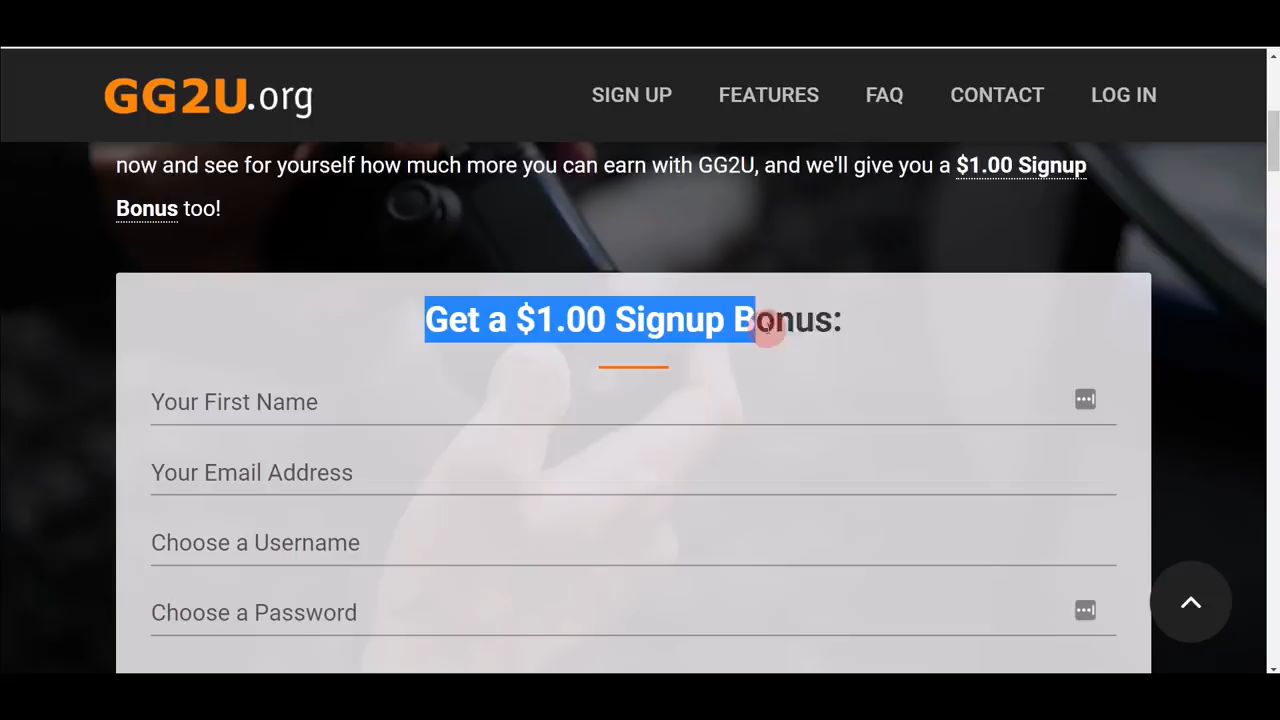 GG2U.org
SIGN UP FEATURES FAQ CONTACT LOG IN
now and see for yourself how much more you can earn with GG2U, and we'll give you a $1.00 Signup
Bonus too!
Get a $1.00 Signup Bonus:
Your First Name
Your Email Address
Choose a Username
Choose a Password